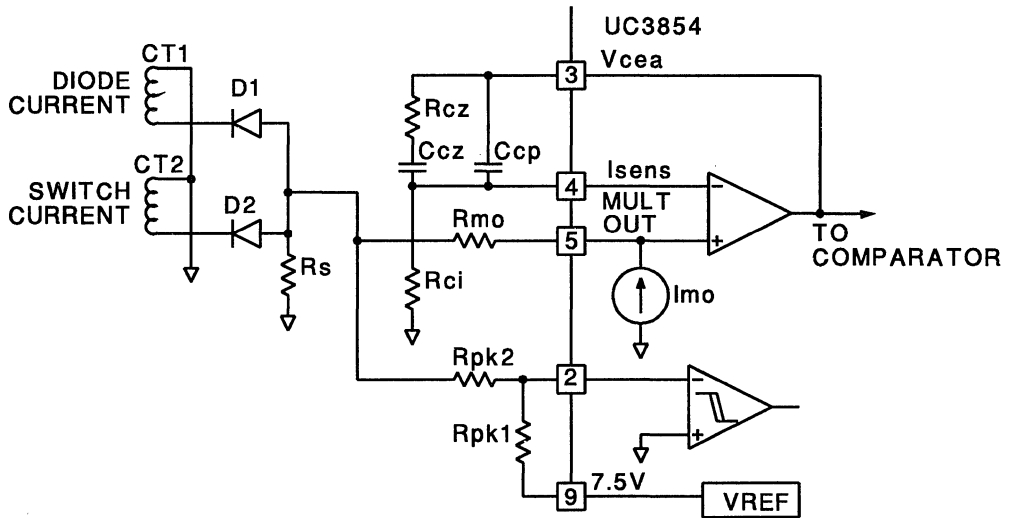 UC3854
CT1
DIODE
CURRENT
D1
3
Vcea
Rcz
Ccz
Ccp
CT2
SWITCH
CURRENT
D2
4
Isens
MULT
OUT
Rmo
5
−
+
TO
COMPARATOR
Rs
Rci
Imo
Rpk2
2
−
+
Rpk1
9
7.5V
VREF